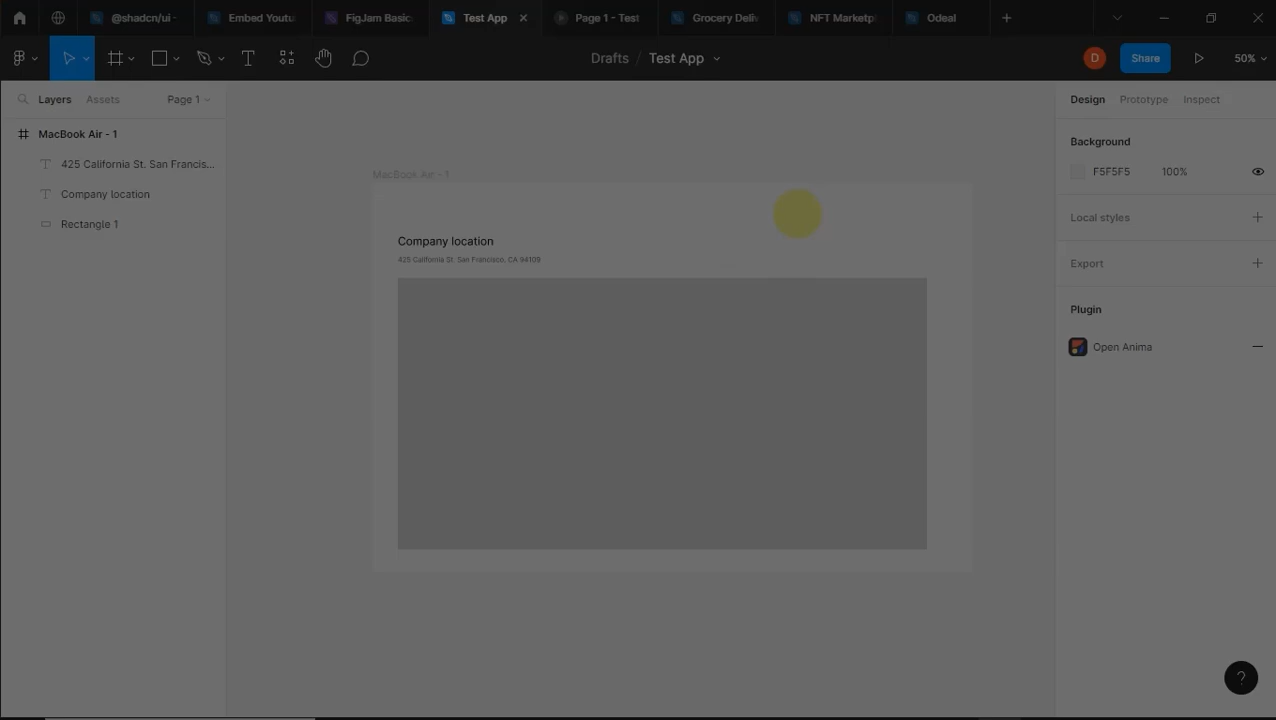 @shadcn/ui -
Embed Youtu
FigJam Basic
Test App
Page 1 - Test
Grocery Deliv
NFT Marketp
Odeal
Drafts / Test App
D
Share
50%
Layers
Assets
Page 1
Design
Prototype
Inspect
MacBook Air - 1
425 California St. San Francis...
Company location
Rectangle 1
MacBook Air - 1
Company location
425 California St. San Francisco, CA 94109
Background
F5F5F5
100%
Local styles
Export
Plugin
Open Anima
?